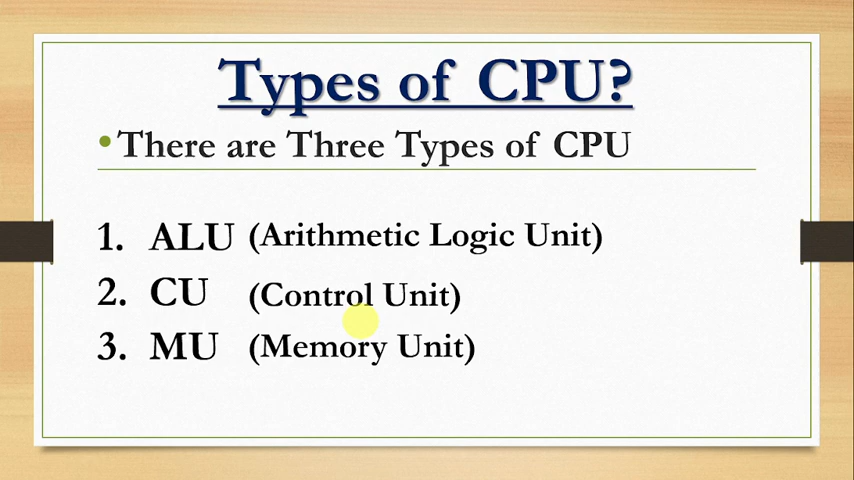 Types of CPU?
• There are Three Types of CPU
1. ALU (Arithmetic Logic Unit)
2. CU (Control Unit)
3. MU (Memory Unit)